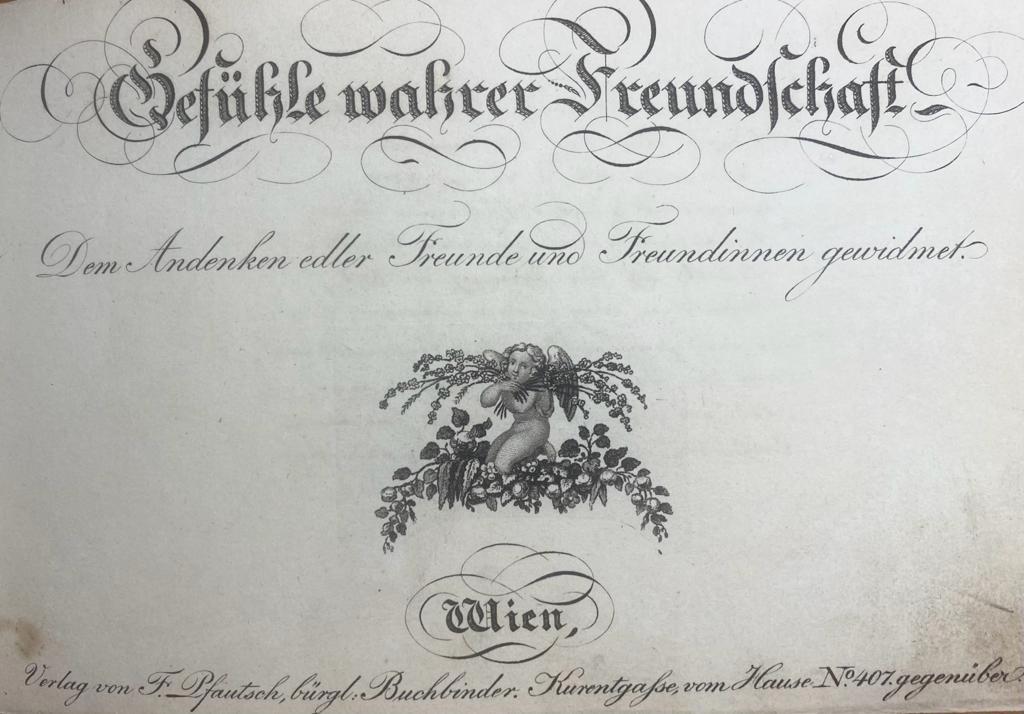 Gefühle wahrer Freundschaft
Dem Andenken edler Freunde und Freundinnen gewidmet.
Wien,
Verlag von F. Pfautsch, bürgl: Buchbinder: Kurentgaſse, vom Hause No. 407. gegenüber.